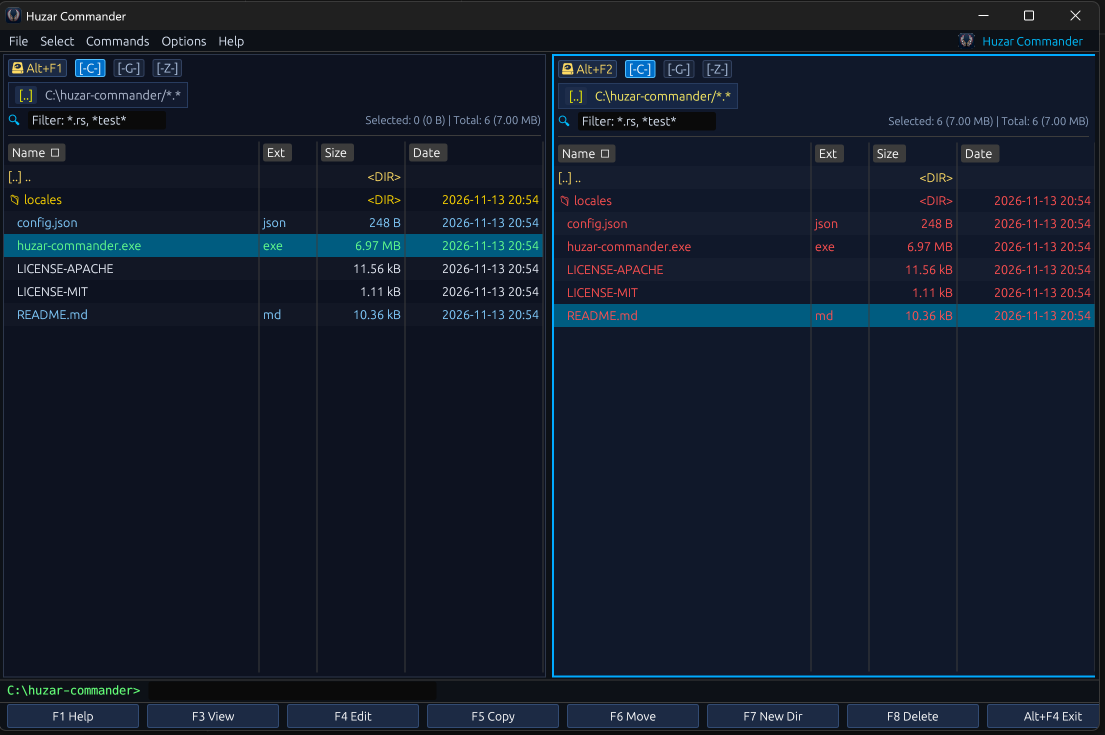 Huzar Commander
File Select Commands Options Help Huzar Commander
Alt+F1 [-C-] [-G-] [-Z-]
[..] C:\huzar-commander/*.*
Filter: *.rs, *test* Selected: 0 (0 B) | Total: 6 (7.00 MB)
Name Ext Size Date
[..] .. <DIR>
locales <DIR> 2026-11-13 20:54
config.json json 248 B 2026-11-13 20:54
huzar-commander.exe exe 6.97 MB 2026-11-13 20:54
LICENSE-APACHE 11.56 kB 2026-11-13 20:54
LICENSE-MIT 1.11 kB 2026-11-13 20:54
README.md md 10.36 kB 2026-11-13 20:54
Alt+F2 [-C-] [-G-] [-Z-]
[..] C:\huzar-commander/*.*
Filter: *.rs, *test* Selected: 6 (7.00 MB) | Total: 6 (7.00 MB)
Name Ext Size Date
[..] .. <DIR>
locales <DIR> 2026-11-13 20:54
config.json json 248 B 2026-11-13 20:54
huzar-commander.exe exe 6.97 MB 2026-11-13 20:54
LICENSE-APACHE 11.56 kB 2026-11-13 20:54
LICENSE-MIT 1.11 kB 2026-11-13 20:54
README.md md 10.36 kB 2026-11-13 20:54
C:\huzar-commander>
F1 Help F3 View F4 Edit F5 Copy F6 Move F7 New Dir F8 Delete Alt+F4 Exit